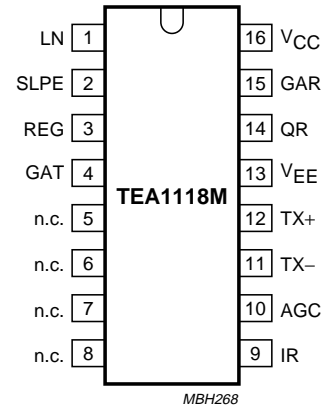 LN 1 16 VCC
SLPE 2 15 GAR
REG 3 14 QR
GAT 4 13 VEE
TEA1118M
n.c. 5 12 TX+
n.c. 6 11 TX−
n.c. 7 10 AGC
n.c. 8 9 IR
MBH268